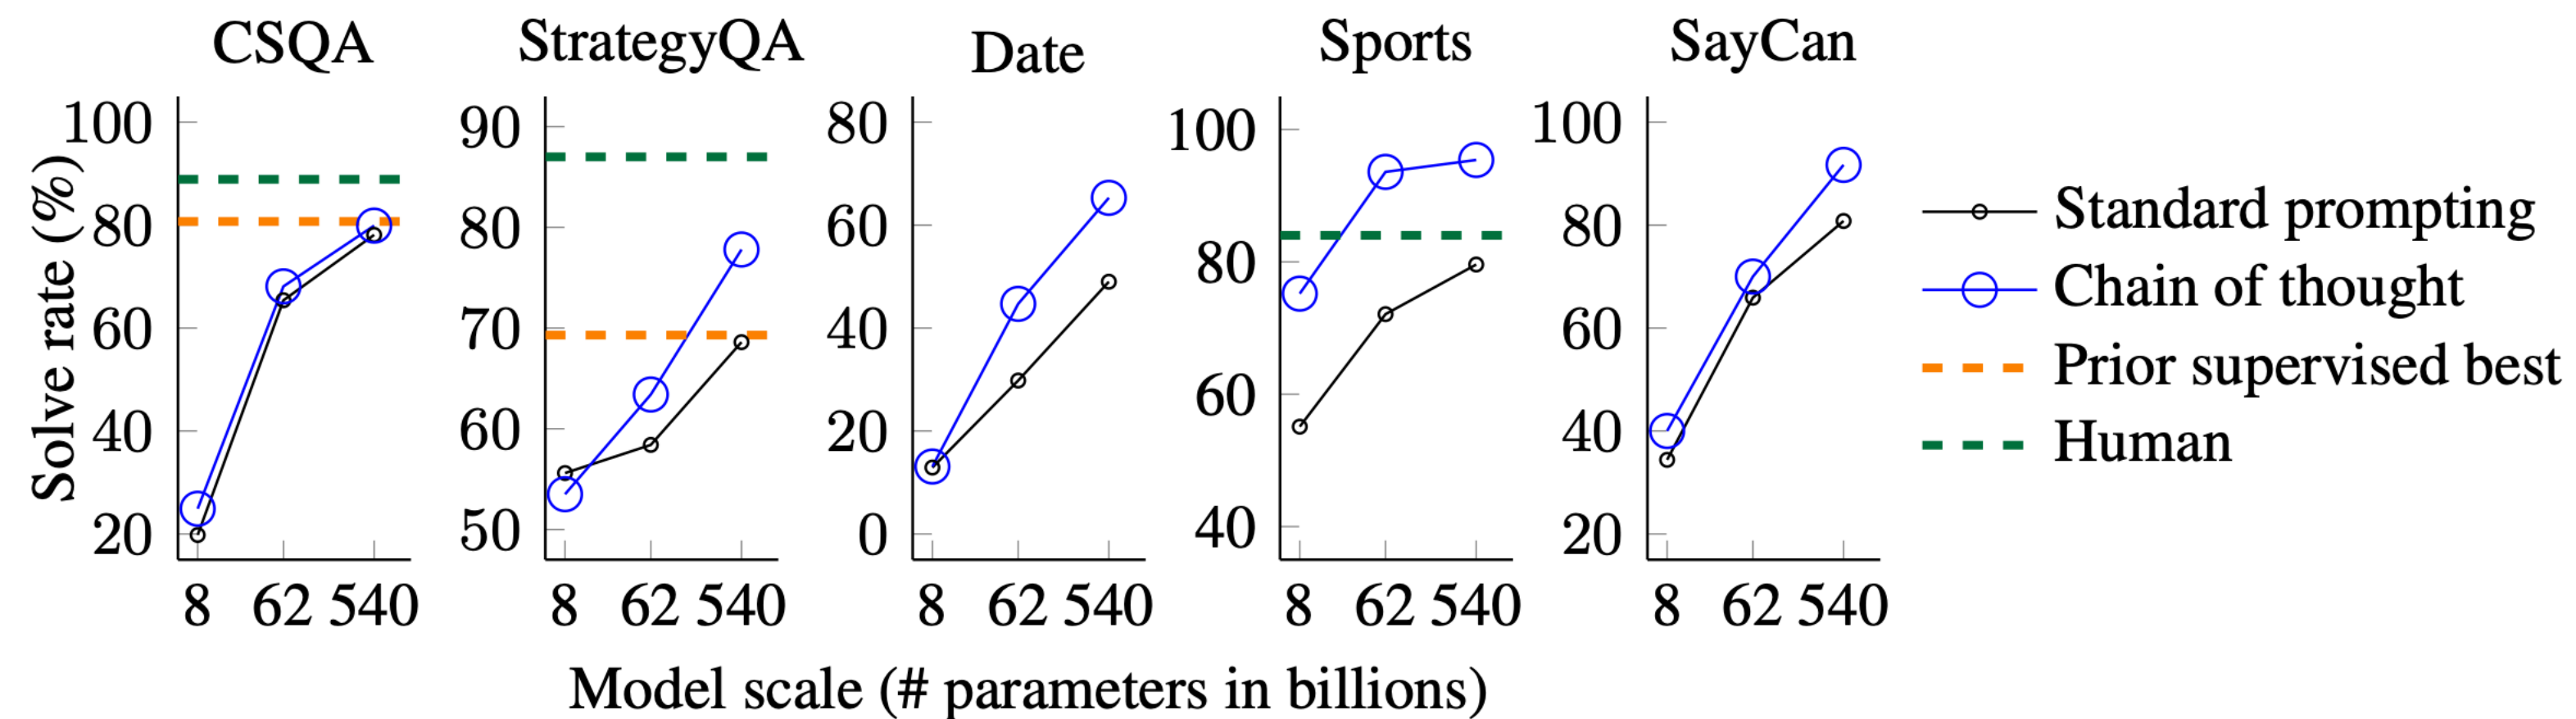 CSQA
StrategyQA
Date
Sports
SayCan
Solve rate (%)
100
80
60
40
20
8 62 540
90
80
70
60
50
8 62 540
80
60
40
20
0
8 62 540
100
80
60
40
8 62 540
100
80
60
40
20
8 62 540
Model scale (# parameters in billions)
Standard prompting
Chain of thought
Prior supervised best
Human